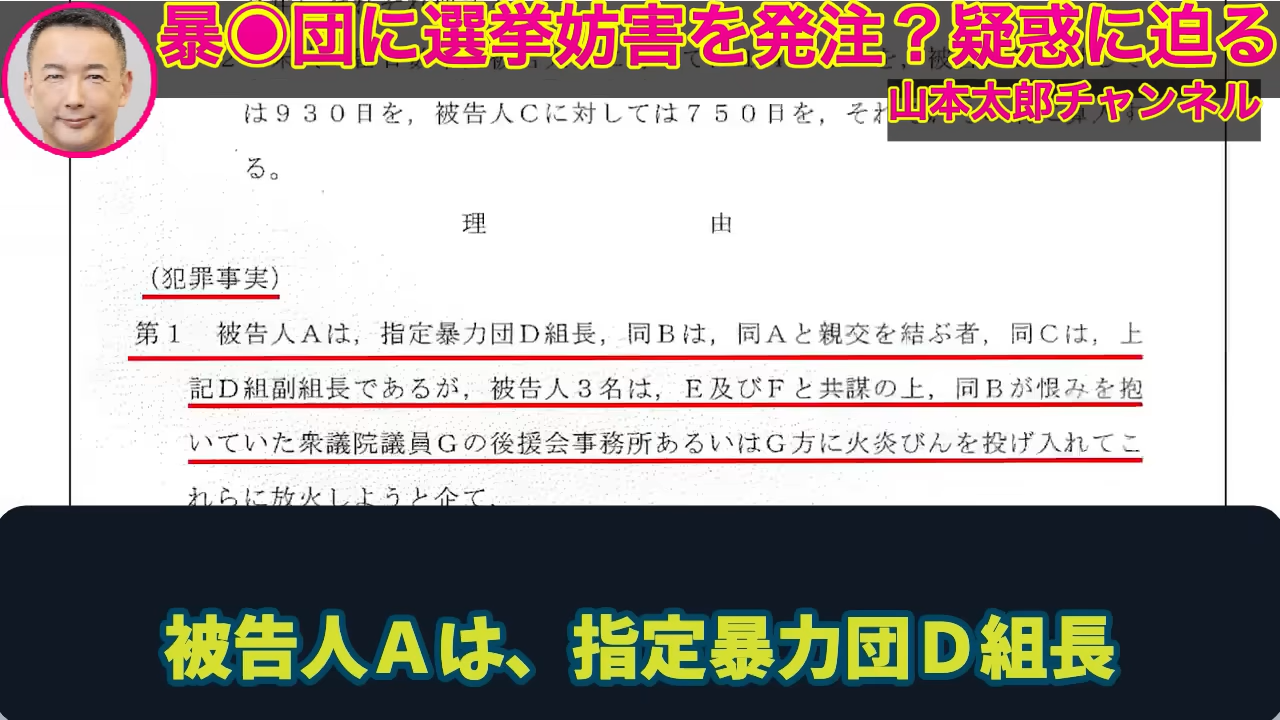 暴●団に選挙妨害を発注？疑惑に迫る
山本太郎チャンネル
は９３０日を，被告人Ｃに対しては７５０日を，それ
る。
理　由
（犯罪事実）
第１　被告人Ａは，指定暴力団Ｄ組長，同Ｂは，同Ａと親交を結ぶ者，同Ｃは，上
記Ｄ組副組長であるが，被告人３名は，Ｅ及びＦと共謀の上，同Ｂが恨みを抱
いていた衆議院議員Ｇの後援会事務所あるいはＧ方に火炎びんを投げ入れてこ
れらに放火しようと企て，
被告人Ａは、指定暴力団Ｄ組長